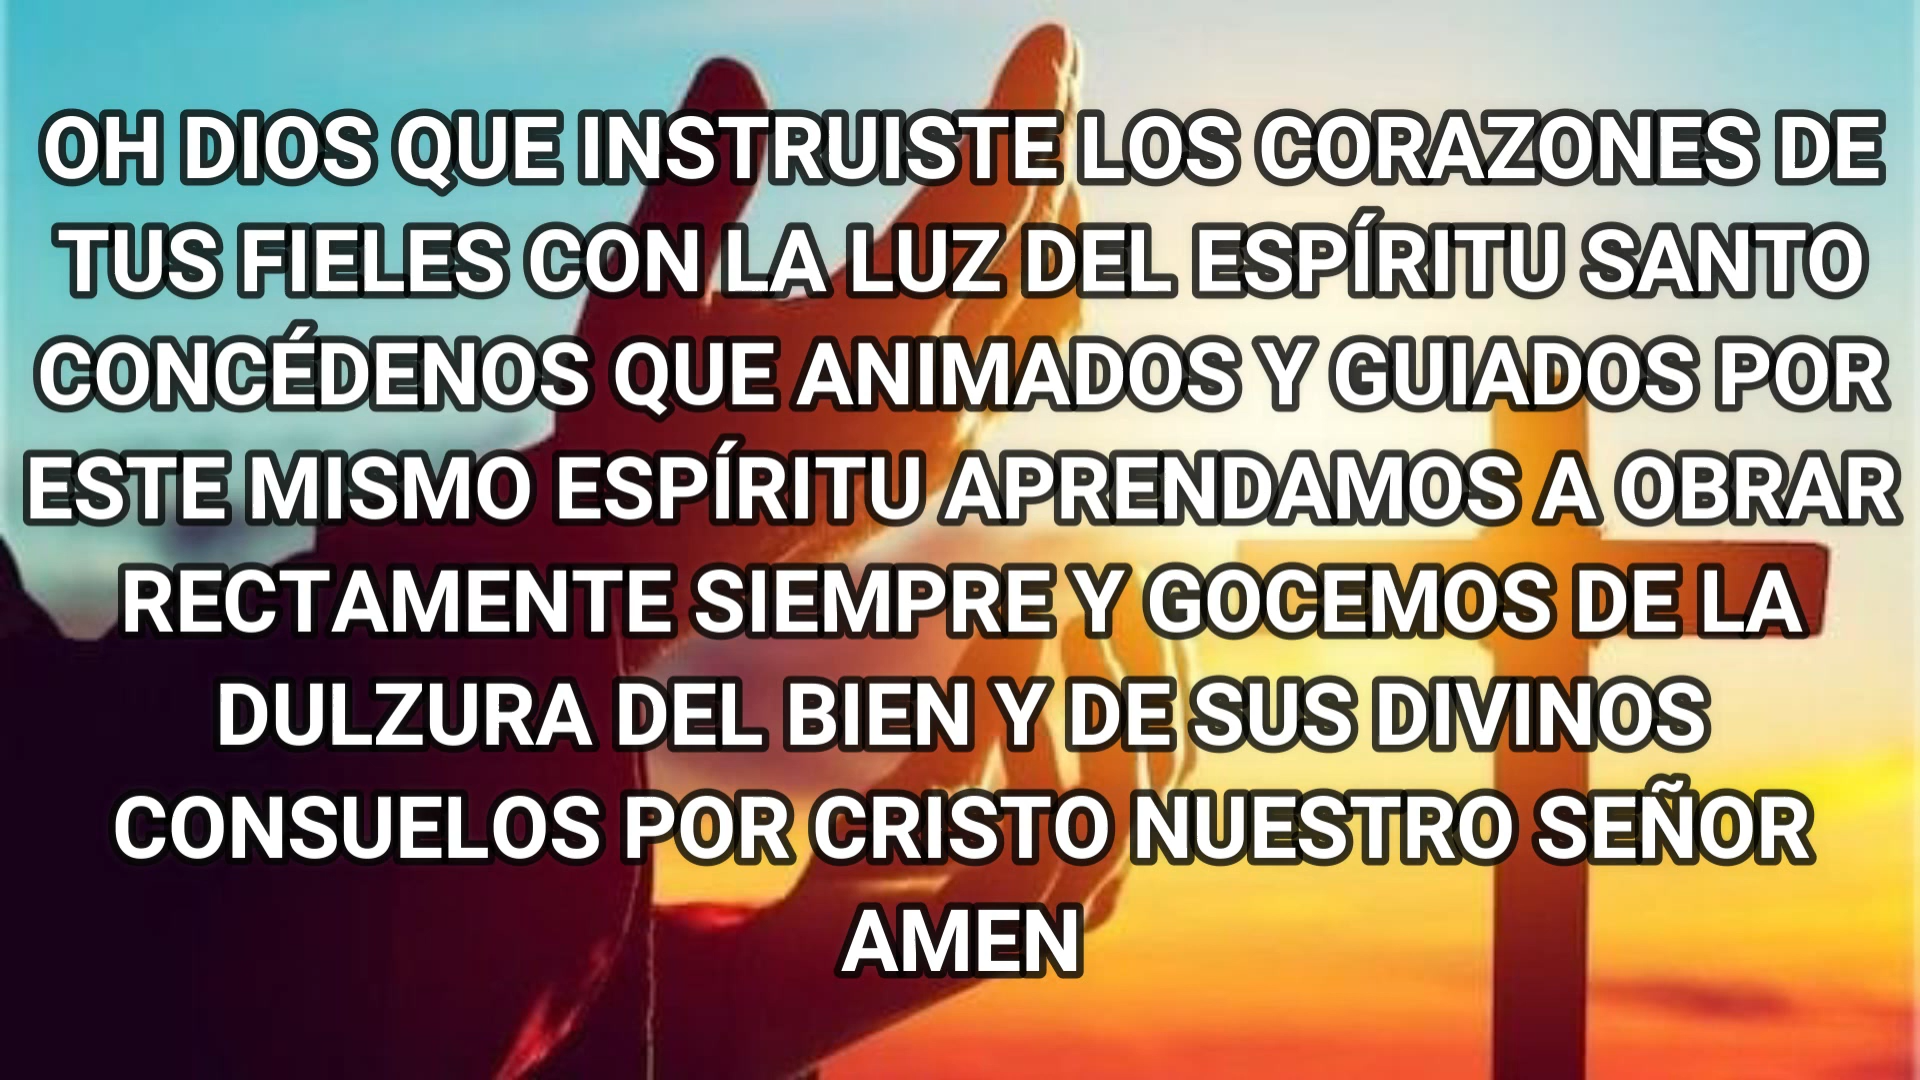 OH DIOS QUE INSTRUISTE LOS CORAZONES DE
TUS FIELES CON LA LUZ DEL ESPÍRITU SANTO
CONCÉDENOS QUE ANIMADOS Y GUIADOS POR
ESTE MISMO ESPÍRITU APRENDAMOS A OBRAR
RECTAMENTE SIEMPRE Y GOCEMOS DE LA
DULZURA DEL BIEN Y DE SUS DIVINOS
CONSUELOS POR CRISTO NUESTRO SEÑOR
AMEN